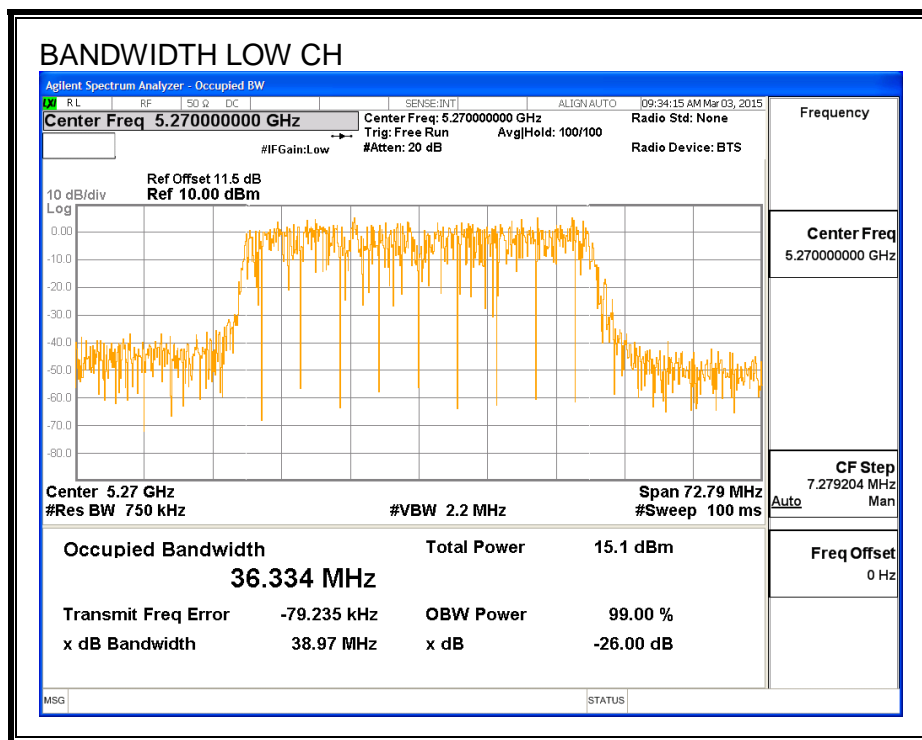 BANDWIDTH LOW CH
Agilent Spectrum Analyzer - Occupied BW
LXI RL RF 50 Ω DC SENSE:INT ALIGN AUTO 09:34:15 AM Mar 03, 2015
Center Freq 5.270000000 GHz
Center Freq: 5.270000000 GHz
Radio Std: None
Trig: Free Run
Avg|Hold: 100/100
#IFGain:Low
#Atten: 20 dB
Radio Device: BTS
Ref Offset 11.5 dB
10 dB/div Ref 10.00 dBm
Log
0.00
-10.0
-20.0
-30.0
-40.0
-50.0
-60.0
-70.0
-80.0
Center 5.27 GHz
Span 72.79 MHz
#Res BW 750 kHz
#VBW 2.2 MHz
#Sweep 100 ms
Occupied Bandwidth
36.334 MHz
Total Power 15.1 dBm
Transmit Freq Error -79.235 kHz
OBW Power 99.00 %
x dB Bandwidth 38.97 MHz
x dB -26.00 dB
MSG
STATUS
Frequency
Center Freq
5.270000000 GHz
CF Step
7.279204 MHz
Auto Man
Freq Offset
0 Hz